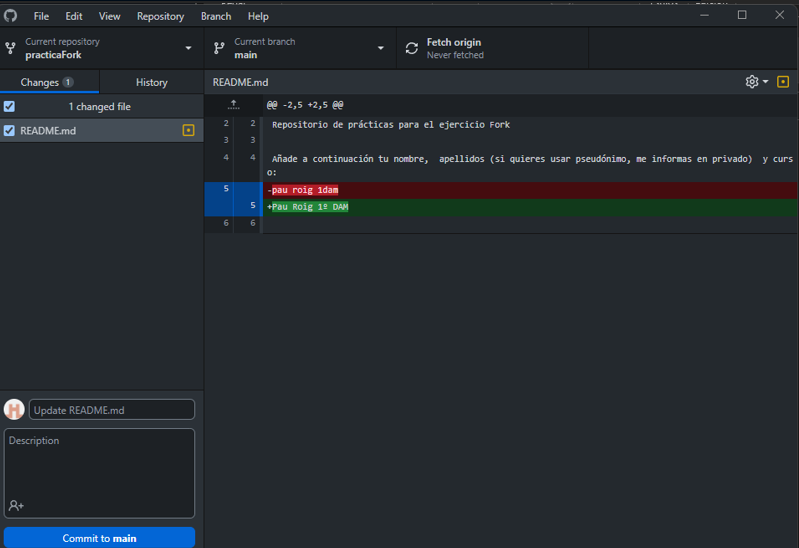 File Edit View Repository Branch Help
Current repository
practicaFork
Current branch
main
Fetch origin
Never fetched
Changes 1
History
README.md
1 changed file
README.md
@@ -2,5 +2,5 @@
2 2 Repositorio de prácticas para el ejercicio Fork
3 3
4 4 Añade a continuación tu nombre,  apellidos (si quieres usar pseudónimo, me informas en privado)  y curs
o:
5 -pau roig 1dam
5 +Pau Roig 1º DAM
6 6
Update README.md
Description
Commit to main